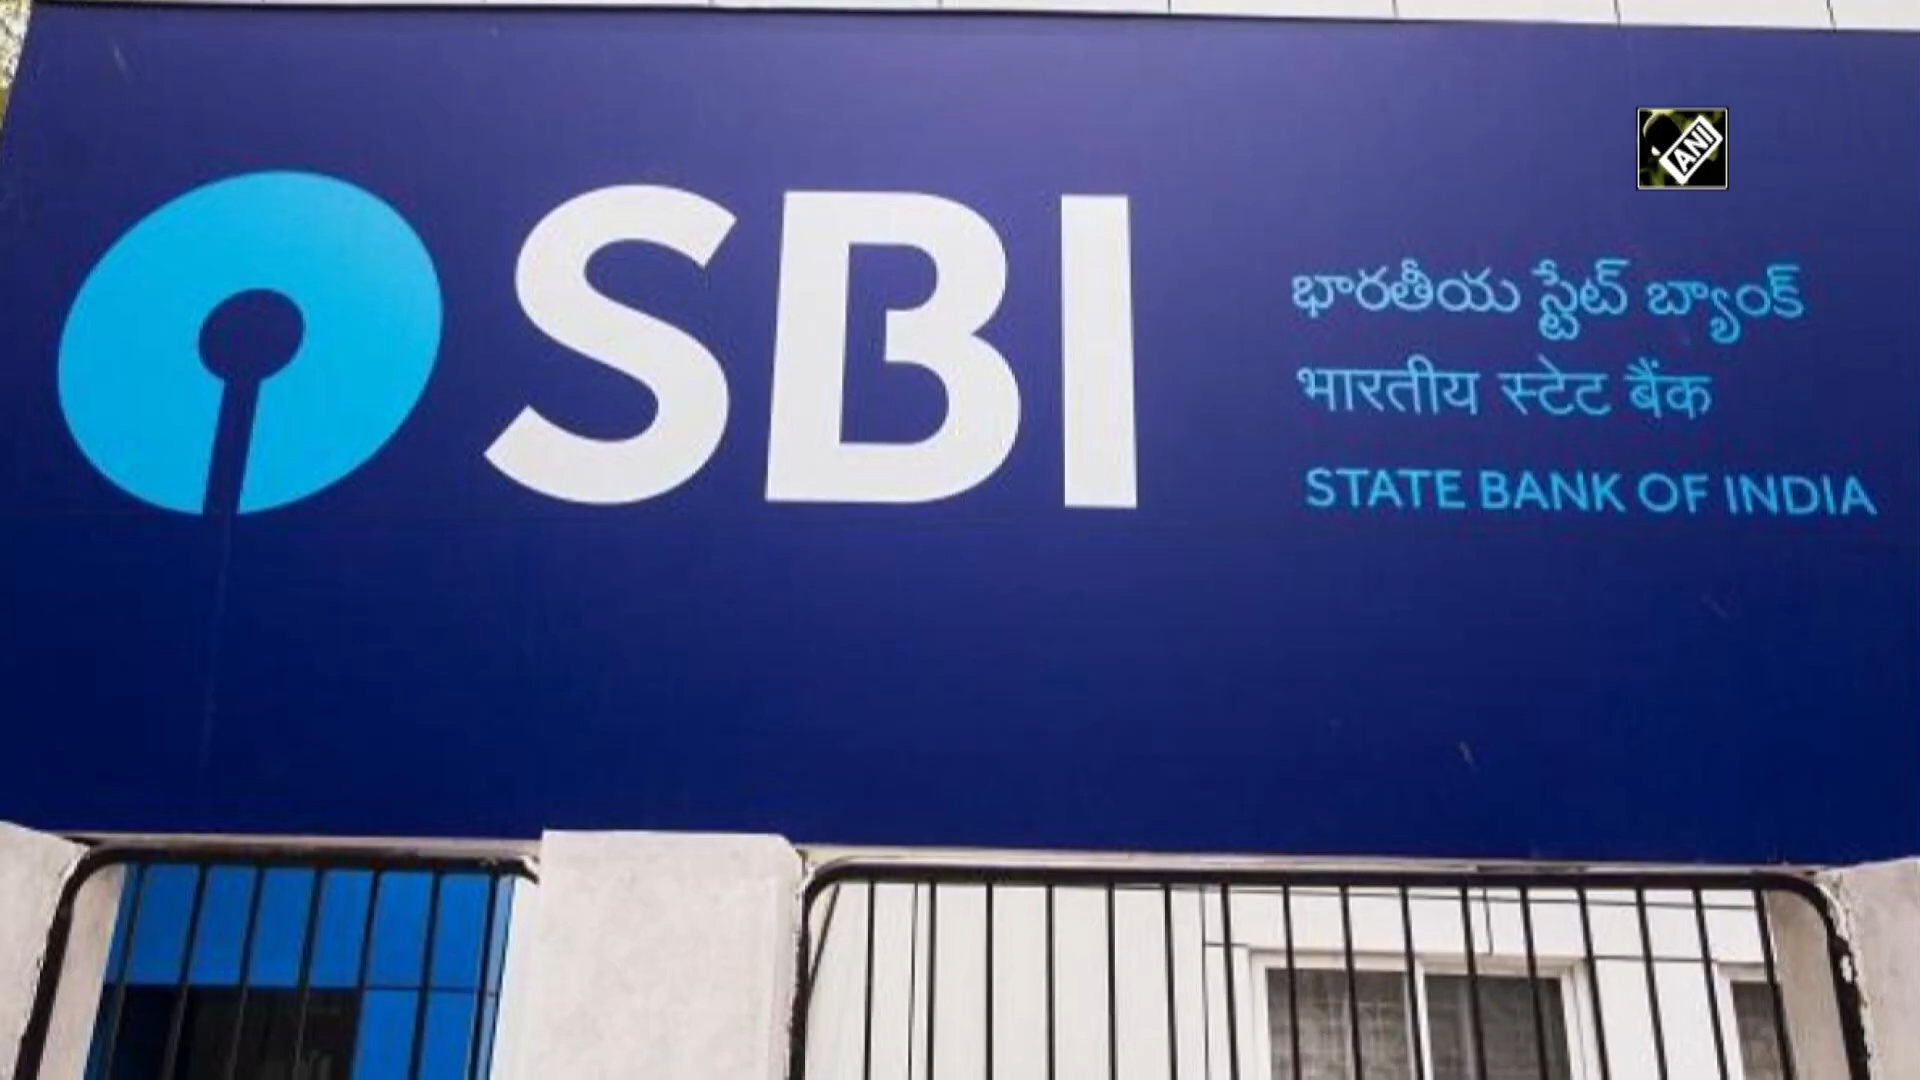 ANI
SBI
భారతీయ స్టేట్ బ్యాంక్
भारतीय स्टेट बैंक
STATE BANK OF INDIA